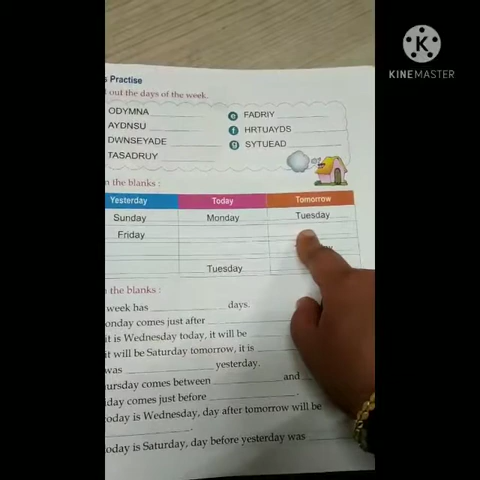 KINEMASTER
s Practise
out the days of the week.
ODYMNA
e FADRIY
AYDNSU
f HRTUAYDS
DWNSEYADE
g SYTUEAD
TASADRUY
the blanks :
Yesterday Today Tomorrow
Sunday Monday Tuesday
Friday
Tuesday
the blanks :
week has days.
onday comes just after
it is Wednesday today, it will be
it will be Saturday tomorrow, it is
was yesterday.
ursday comes between and
day comes just before .
oday is Wednesday, day after tomorrow will be
.
oday is Saturday, day before yesterday was